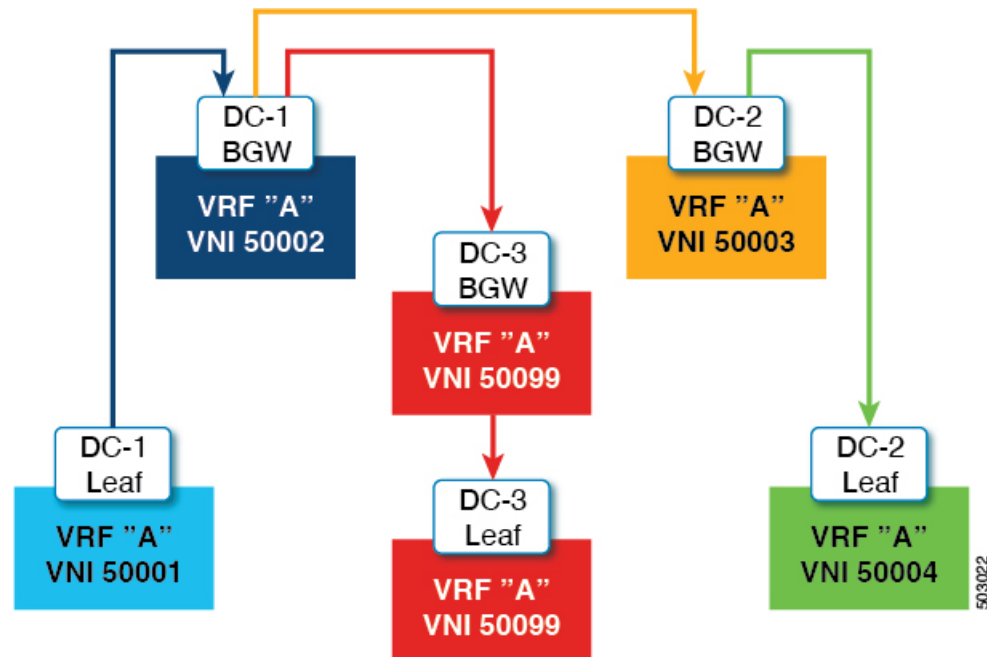 DC-1
BGW
VRF ”A”
VNI 50002
DC-2
BGW
VRF ”A”
VNI 50003
DC-3
BGW
VRF ”A”
VNI 50099
DC-1
Leaf
VRF ”A”
VNI 50001
DC-3
Leaf
VRF ”A”
VNI 50099
DC-2
Leaf
VRF ”A”
VNI 50004
503022